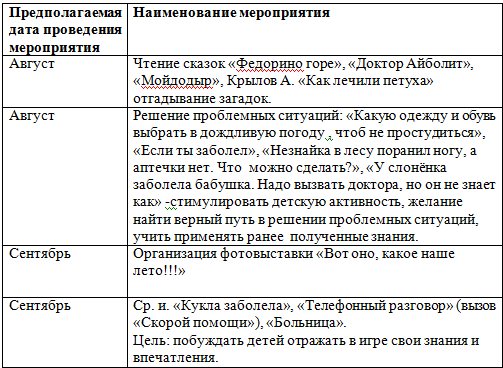 Предполагаемая
дата проведения
мероприятия
Наименование мероприятия
Август
Чтение сказок «Федорино горе», «Доктор Айболит»,
«Мойдодыр», Крылов А. «Как лечили петуха»
отгадывание загадок.
Август
Решение проблемных ситуаций: «Какую одежду и обувь
выбрать в дождливую погоду , чтоб не простудиться»,
«Если ты заболел», «Незнайка в лесу поранил ногу, а
аптечки нет. Что можно сделать?», «У слонёнка
заболела бабушка. Надо вызвать доктора, но он не знает
как» -стимулировать детскую активность, желание
найти верный путь в решении проблемных ситуаций,
учить применять ранее полученные знания.
Сентябрь
Организация фотовыставки «Вот оно, какое наше
лето!!!»
Сентябрь
Ср. и. «Кукла заболела», «Телефонный разговор» (вызов
«Скорой помощи»), «Больница».
Цель: побуждать детей отражать в игре свои знания и
впечатления.